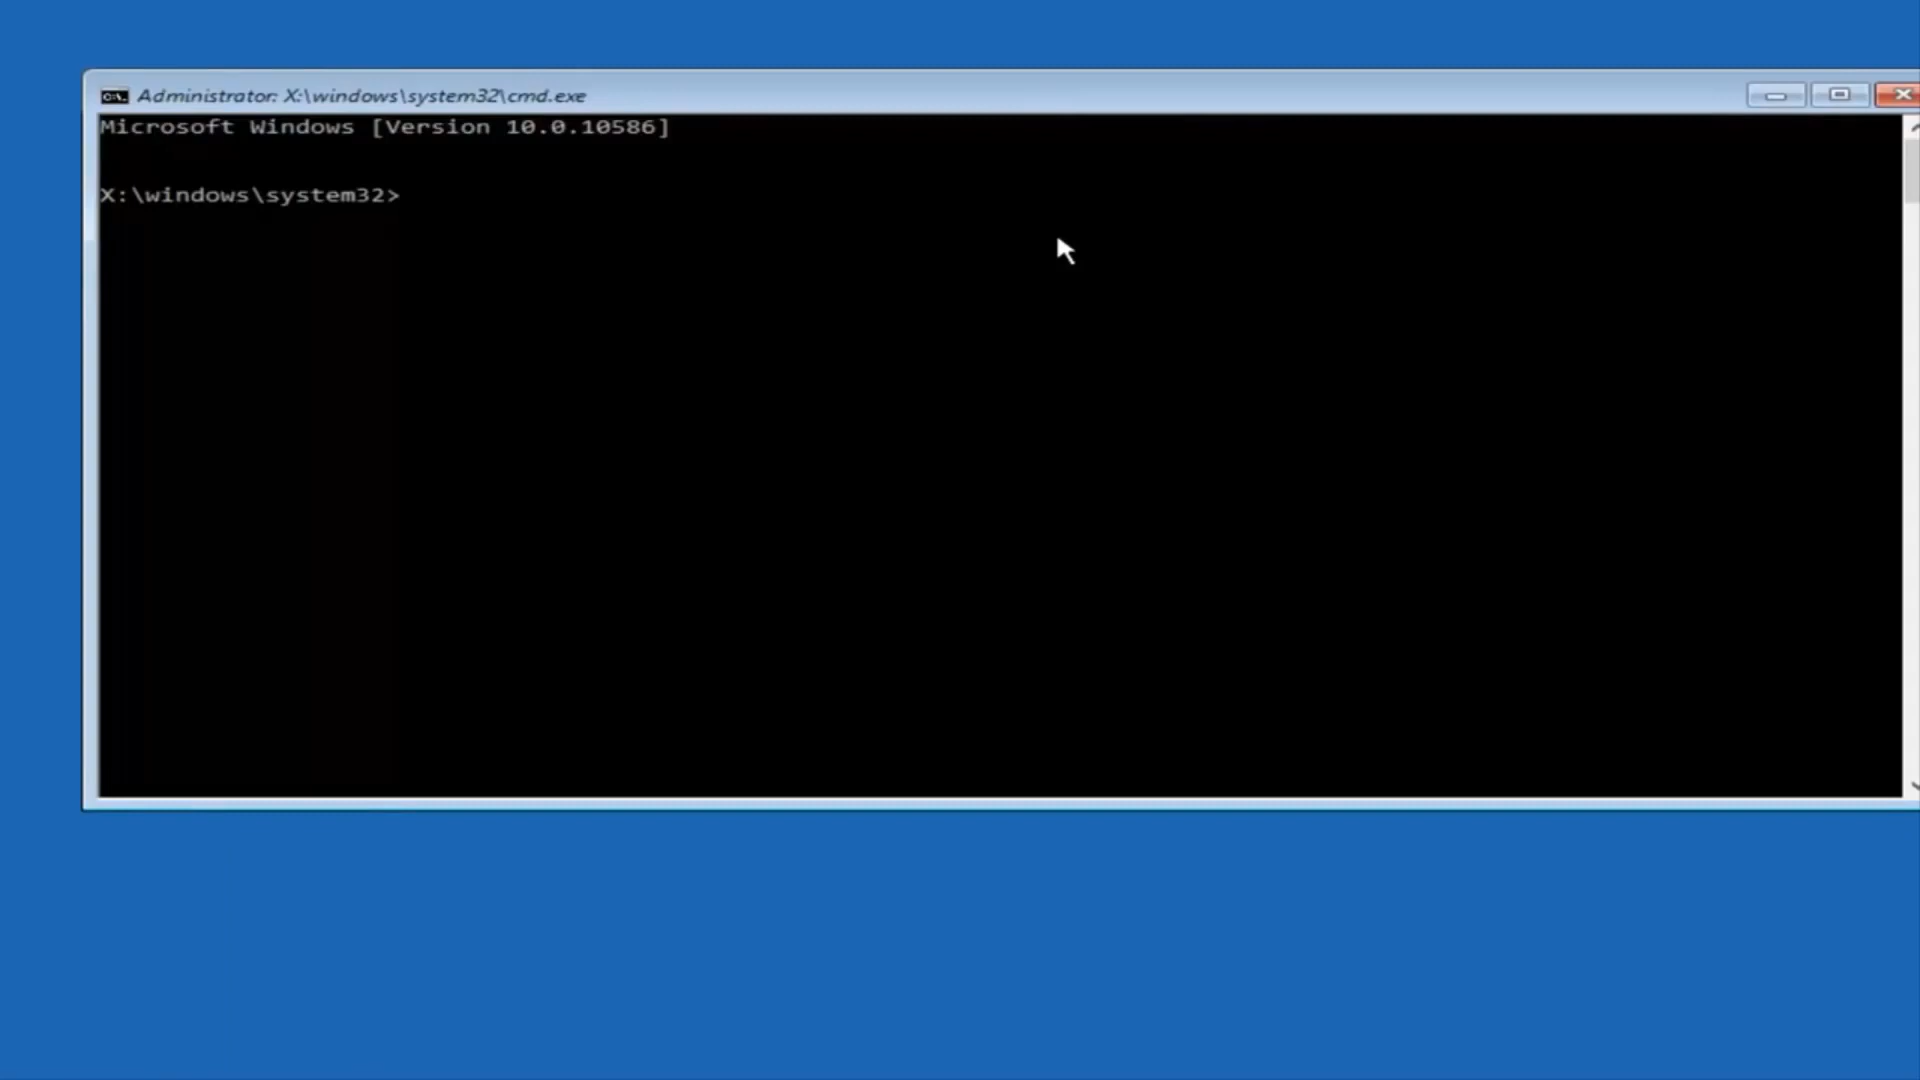 Administrator: X:\windows\system32\cmd.exe
Microsoft Windows [Version 10.0.10586]
X:\windows\system32>